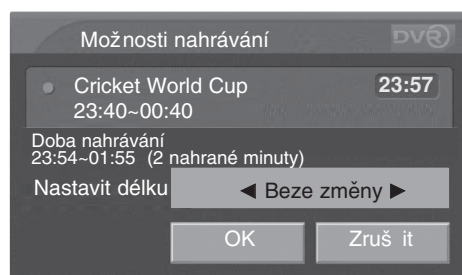 Možnosti nahrávání DVR
Cricket World Cup 23:57
23:40~00:40
Doba nahrávání
23:54~01:55 (2 nahrané minuty)
Nastavit délku ◀ Beze změny ▶
OK Zruš it